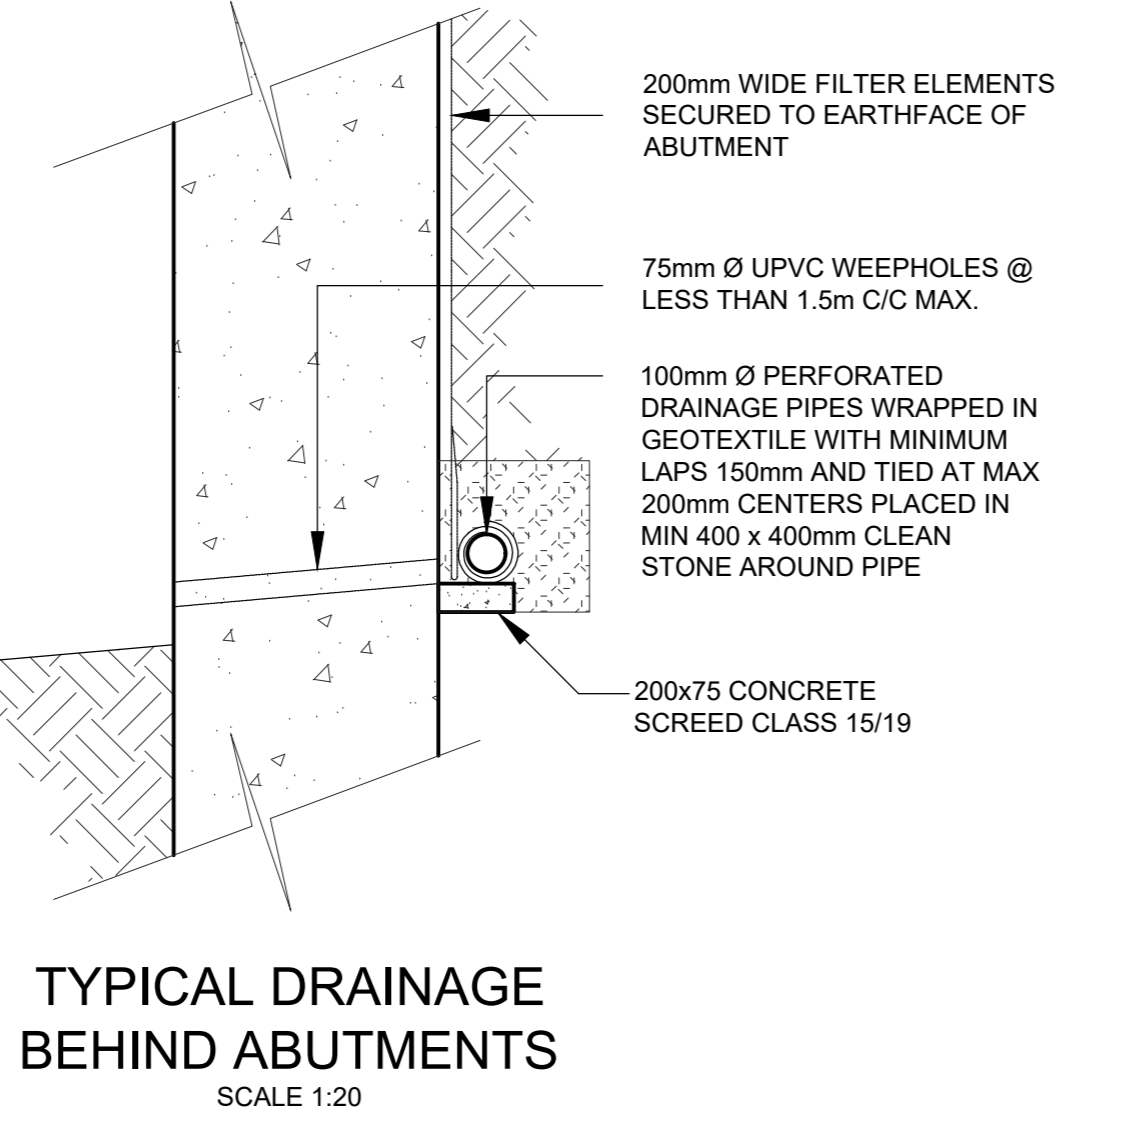 200mm WIDE FILTER ELEMENTS
SECURED TO EARTHFACE OF
ABUTMENT
75mm Ø UPVC WEEPHOLES @
LESS THAN 1.5m C/C MAX.
100mm Ø PERFORATED
DRAINAGE PIPES WRAPPED IN
GEOTEXTILE WITH MINIMUM
LAPS 150mm AND TIED AT MAX
200mm CENTERS PLACED IN
MIN 400 x 400mm CLEAN
STONE AROUND PIPE
200x75 CONCRETE
SCREED CLASS 15/19
TYPICAL DRAINAGE
BEHIND ABUTMENTS
SCALE 1:20